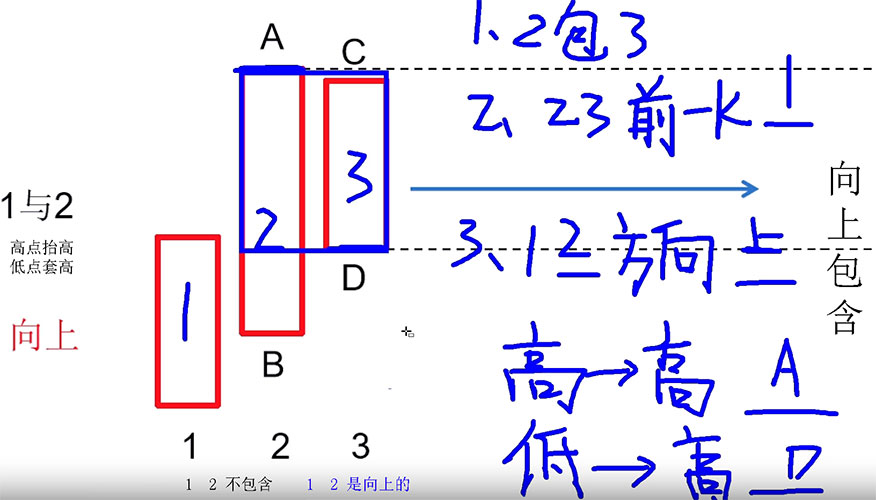 A
C
1、2包3
2、23前一K 1
1与2
高点抬高
低点套高
向上
1
2
3
D
B
向上包含
3、12方向上
高→高 A
低→高 D
1 2 3
1 2 不包含 1 2 是向上的